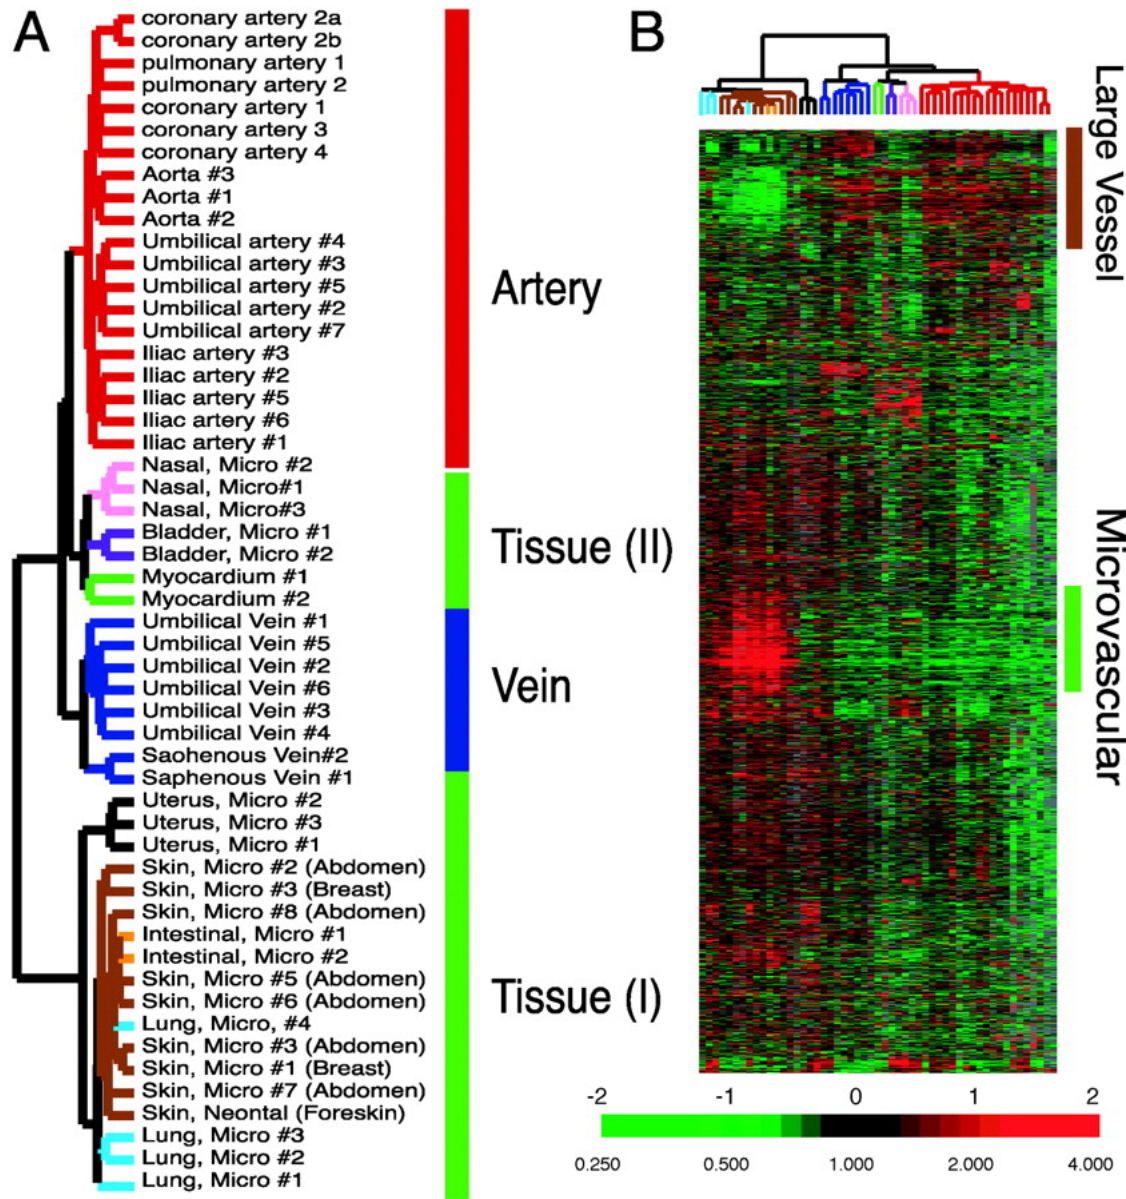 A
coronary artery 2a
coronary artery 2b
pulmonary artery 1
pulmonary artery 2
coronary artery 1
coronary artery 3
coronary artery 4
Aorta #3
Aorta #1
Aorta #2
Umbilical artery #4
Umbilical artery #3
Umbilical artery #5
Umbilical artery #2
Umbilical artery #7
Iliac artery #3
Iliac artery #2
Iliac artery #5
Iliac artery #6
Iliac artery #1
Nasal, Micro #2
Nasal, Micro#1
Nasal, Micro#3
Bladder, Micro #1
Bladder, Micro #2
Myocardium #1
Myocardium #2
Umbilical Vein #1
Umbilical Vein #5
Umbilical Vein #2
Umbilical Vein #6
Umbilical Vein #3
Umbilical Vein #4
Saohenous Vein#2
Saphenous Vein #1
Uterus, Micro #2
Uterus, Micro #3
Uterus, Micro #1
Skin, Micro #2 (Abdomen)
Skin, Micro #3 (Breast)
Skin, Micro #8 (Abdomen)
Intestinal, Micro #1
Intestinal, Micro #2
Skin, Micro #5 (Abdomen)
Skin, Micro #6 (Abdomen)
Lung, Micro, #4
Skin, Micro #3 (Abdomen)
Skin, Micro #1 (Breast)
Skin, Micro #7 (Abdomen)
Skin, Neontal (Foreskin)
Lung, Micro #3
Lung, Micro #2
Lung, Micro #1
Artery
Tissue (II)
Vein
Tissue (I)
B
Large Vessel
Microvascular
-2 -1 0 1 2
0.250 0.500 1.000 2.000 4.000